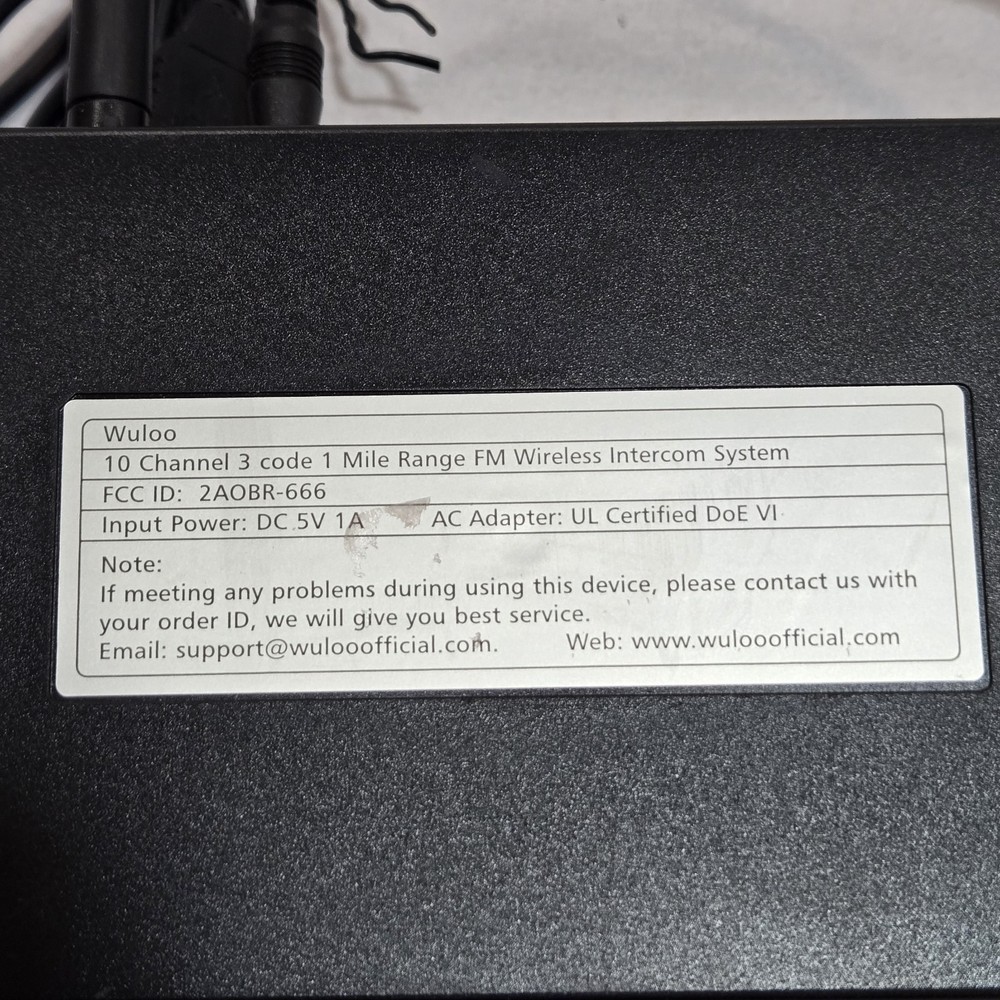 Wuloo
10 Channel 3 code 1 Mile Range FM Wireless Intercom System
FCC ID: 2AOBR-666
Input Power: DC 5V 1A AC Adapter: UL Certified DoE VI
Note:
If meeting any problems during using this device, please contact us with
your order ID, we will give you best service.
Email: support@wulooofficial.com. Web: www.wulooofficial.com